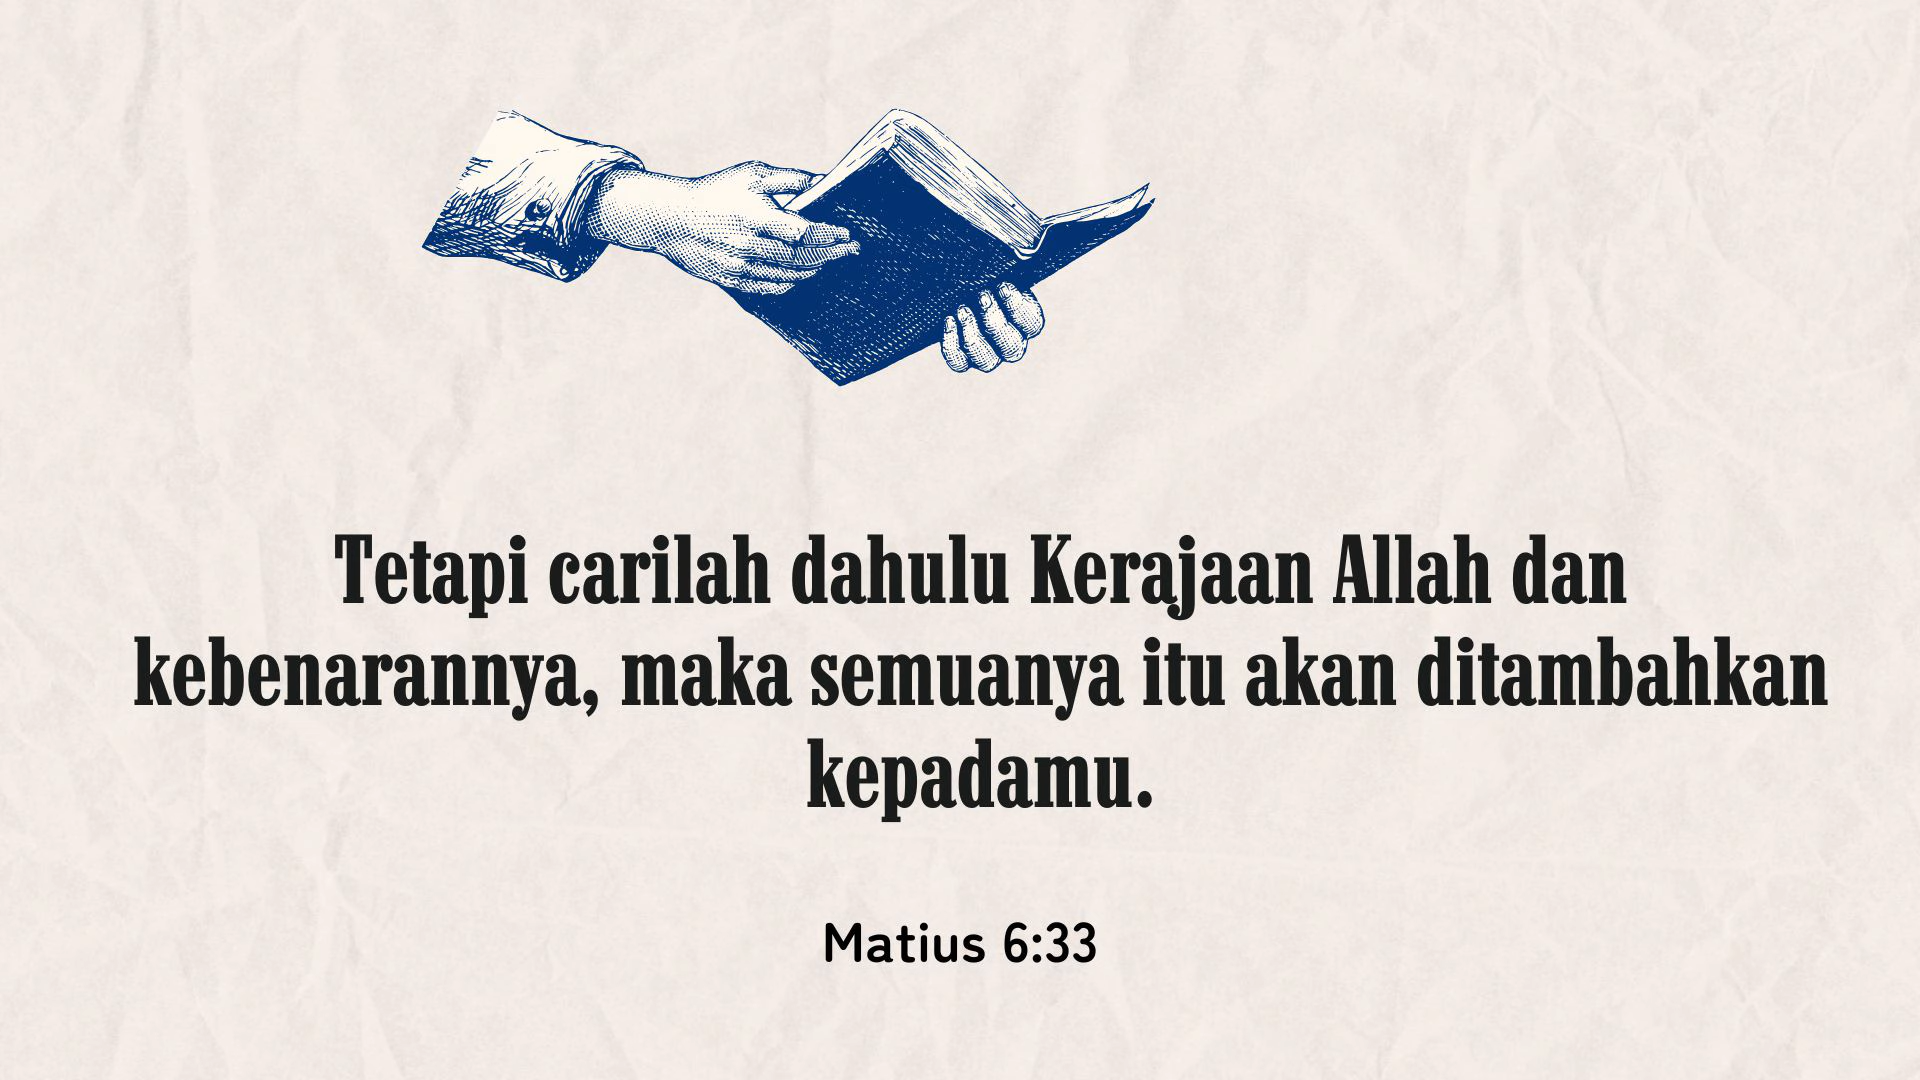 Tetapi carilah dahulu Kerajaan Allah dan
kebenarannya, maka semuanya itu akan ditambahkan
kepadamu.
Matius 6:33